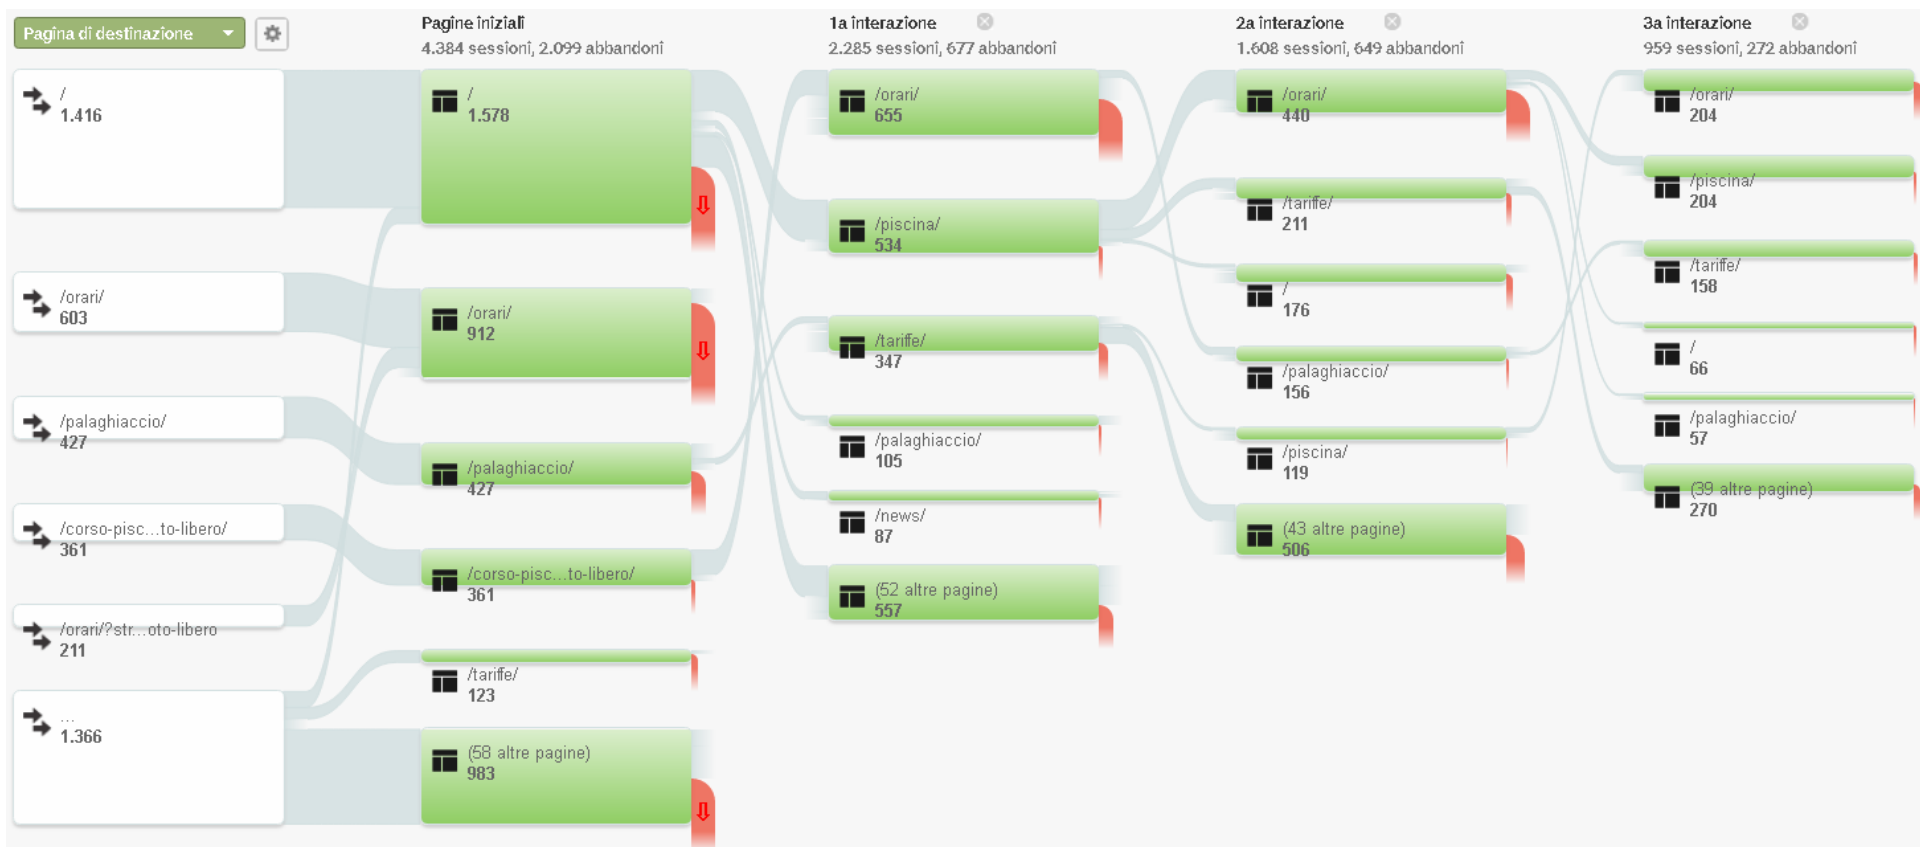 Pagina di destinazione
/
1.416
/orari/
603
/palaghiaccio/
427
/corso-pisc...to-libero/
361
/orari/?str...oto-libero
211
...
1.366
Pagine iniziali
4.384 sessioni, 2.099 abbandoni
/
1.578
/orari/
912
/palaghiaccio/
427
/corso-pisc...to-libero/
361
/tariffe/
123
(58 altre pagine)
983
1a interazione
2.285 sessioni, 677 abbandoni
/orari/
655
/piscina/
534
/tariffe/
347
/palaghiaccio/
105
/news/
87
(52 altre pagine)
557
2a interazione
1.608 sessioni, 649 abbandoni
/orari/
440
/tariffe/
211
/
176
/palaghiaccio/
156
/piscina/
119
(43 altre pagine)
506
3a interazione
959 sessioni, 272 abbandoni
/orari/
204
/piscina/
204
/tariffe/
158
/
66
/palaghiaccio/
57
(39 altre pagine)
270